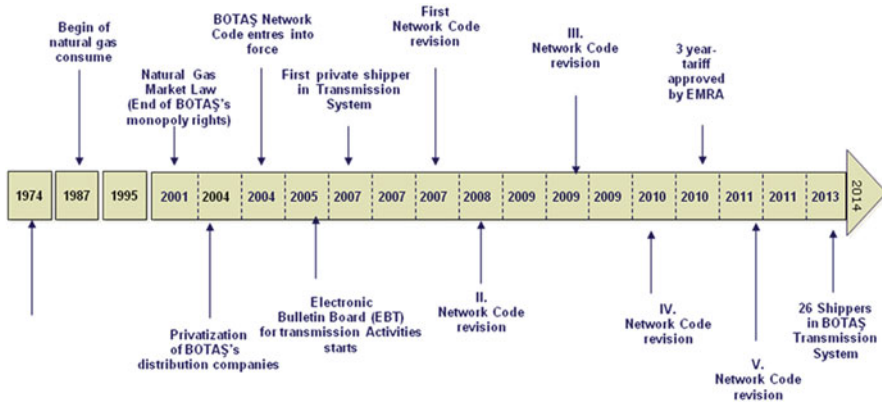 Begin of
natural gas
consume
Natural Gas
Market Law
(End of BOTAŞ's
monopoly rights)
BOTAŞ Network
Code entres into
force
First private shipper
in Transmission
System
First
Network Code
revision
III.
Network Code
revision
3 year-
tariff
approved
by EMRA
1974
1987
1995
2001
2004
2004
2005
2007
2007
2007
2008
2009
2009
2009
2010
2010
2011
2011
2013
2014
Privatization
of BOTAŞ's
distribution companies
Electronic
Bulletin Board (EBT)
for transmission Activities
starts
II.
Network Code
revision
IV.
Network Code
revision
V.
Network Code
revision
26 Shippers
in BOTAŞ
Transmission
System